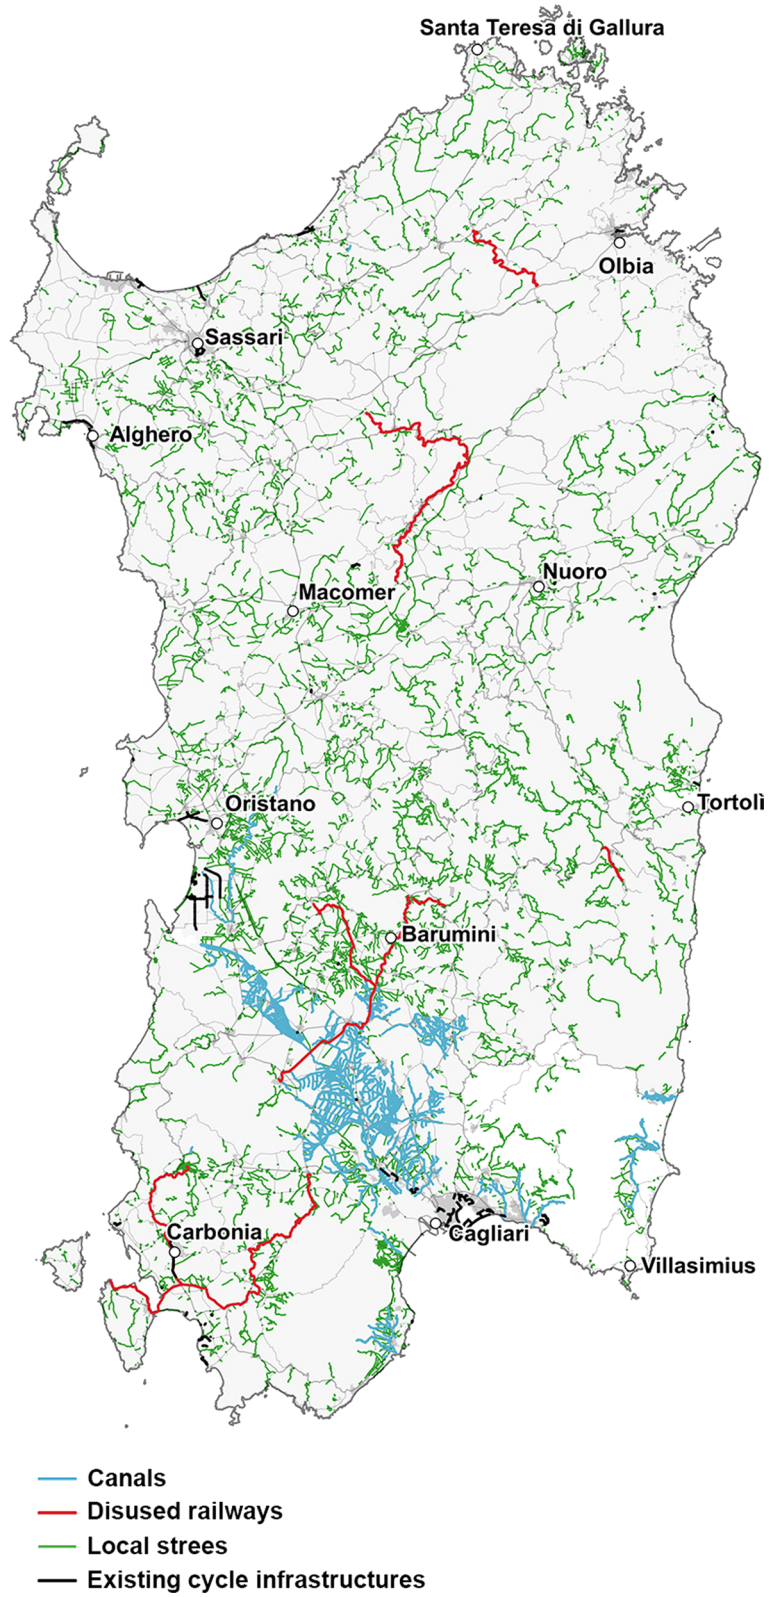 Santa Teresa di Gallura
Olbia
Sassari
Alghero
Nuoro
Macomer
Tortolì
Oristano
Barumini
Carbonia
Cagliari
Villasimius
Canals
Disused railways
Local strees
Existing cycle infrastructures